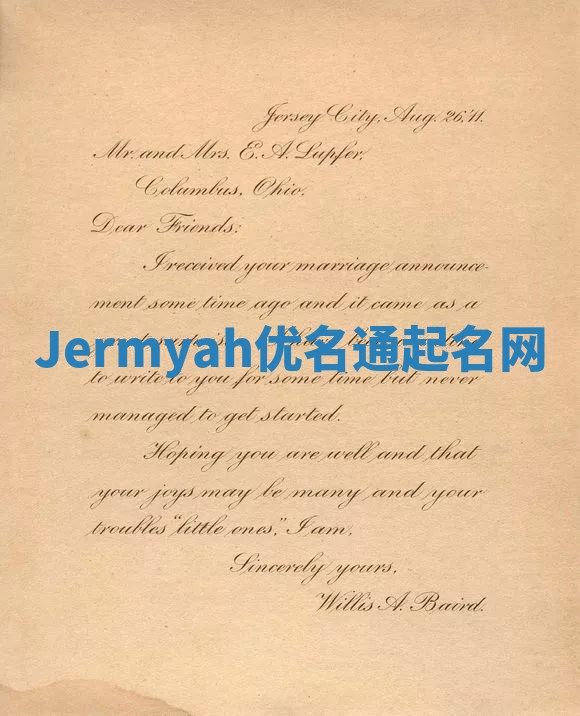 Jersey City, Aug. 26,'11.
Mr. and Mrs. E. A. Lupfer,
Columbus, Ohio.
Dear Friends:
I received your marriage announce-
ment some time ago and it came as a
Jermyah优名通起名网
to write to you for some time but never
managed to get started.
Hoping you are well and that
your joys may be many and your
troubles "little ones," I am,
Sincerely yours,
Willis A. Baird.